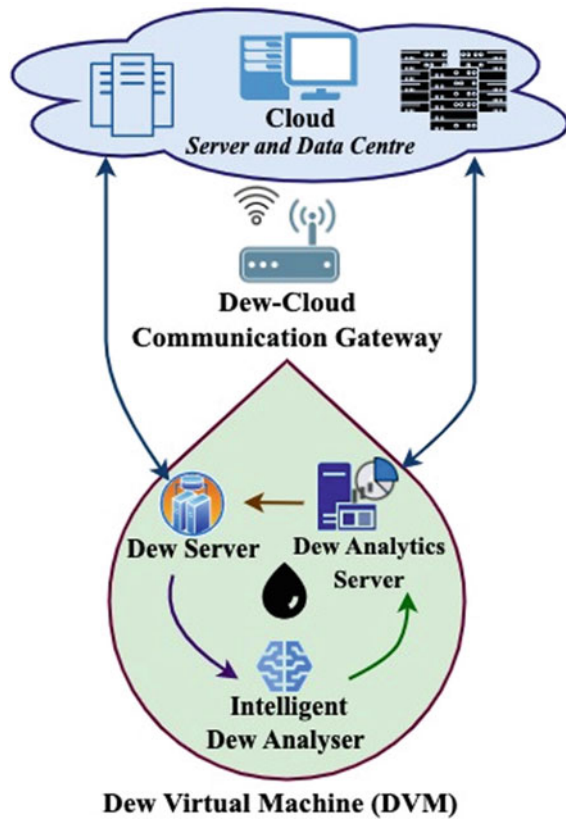 Cloud
Server and Data Centre
Dew-Cloud
Communication Gateway
Dew Server
Dew Analytics
Server
Intelligent
Dew Analyser
Dew Virtual Machine (DVM)